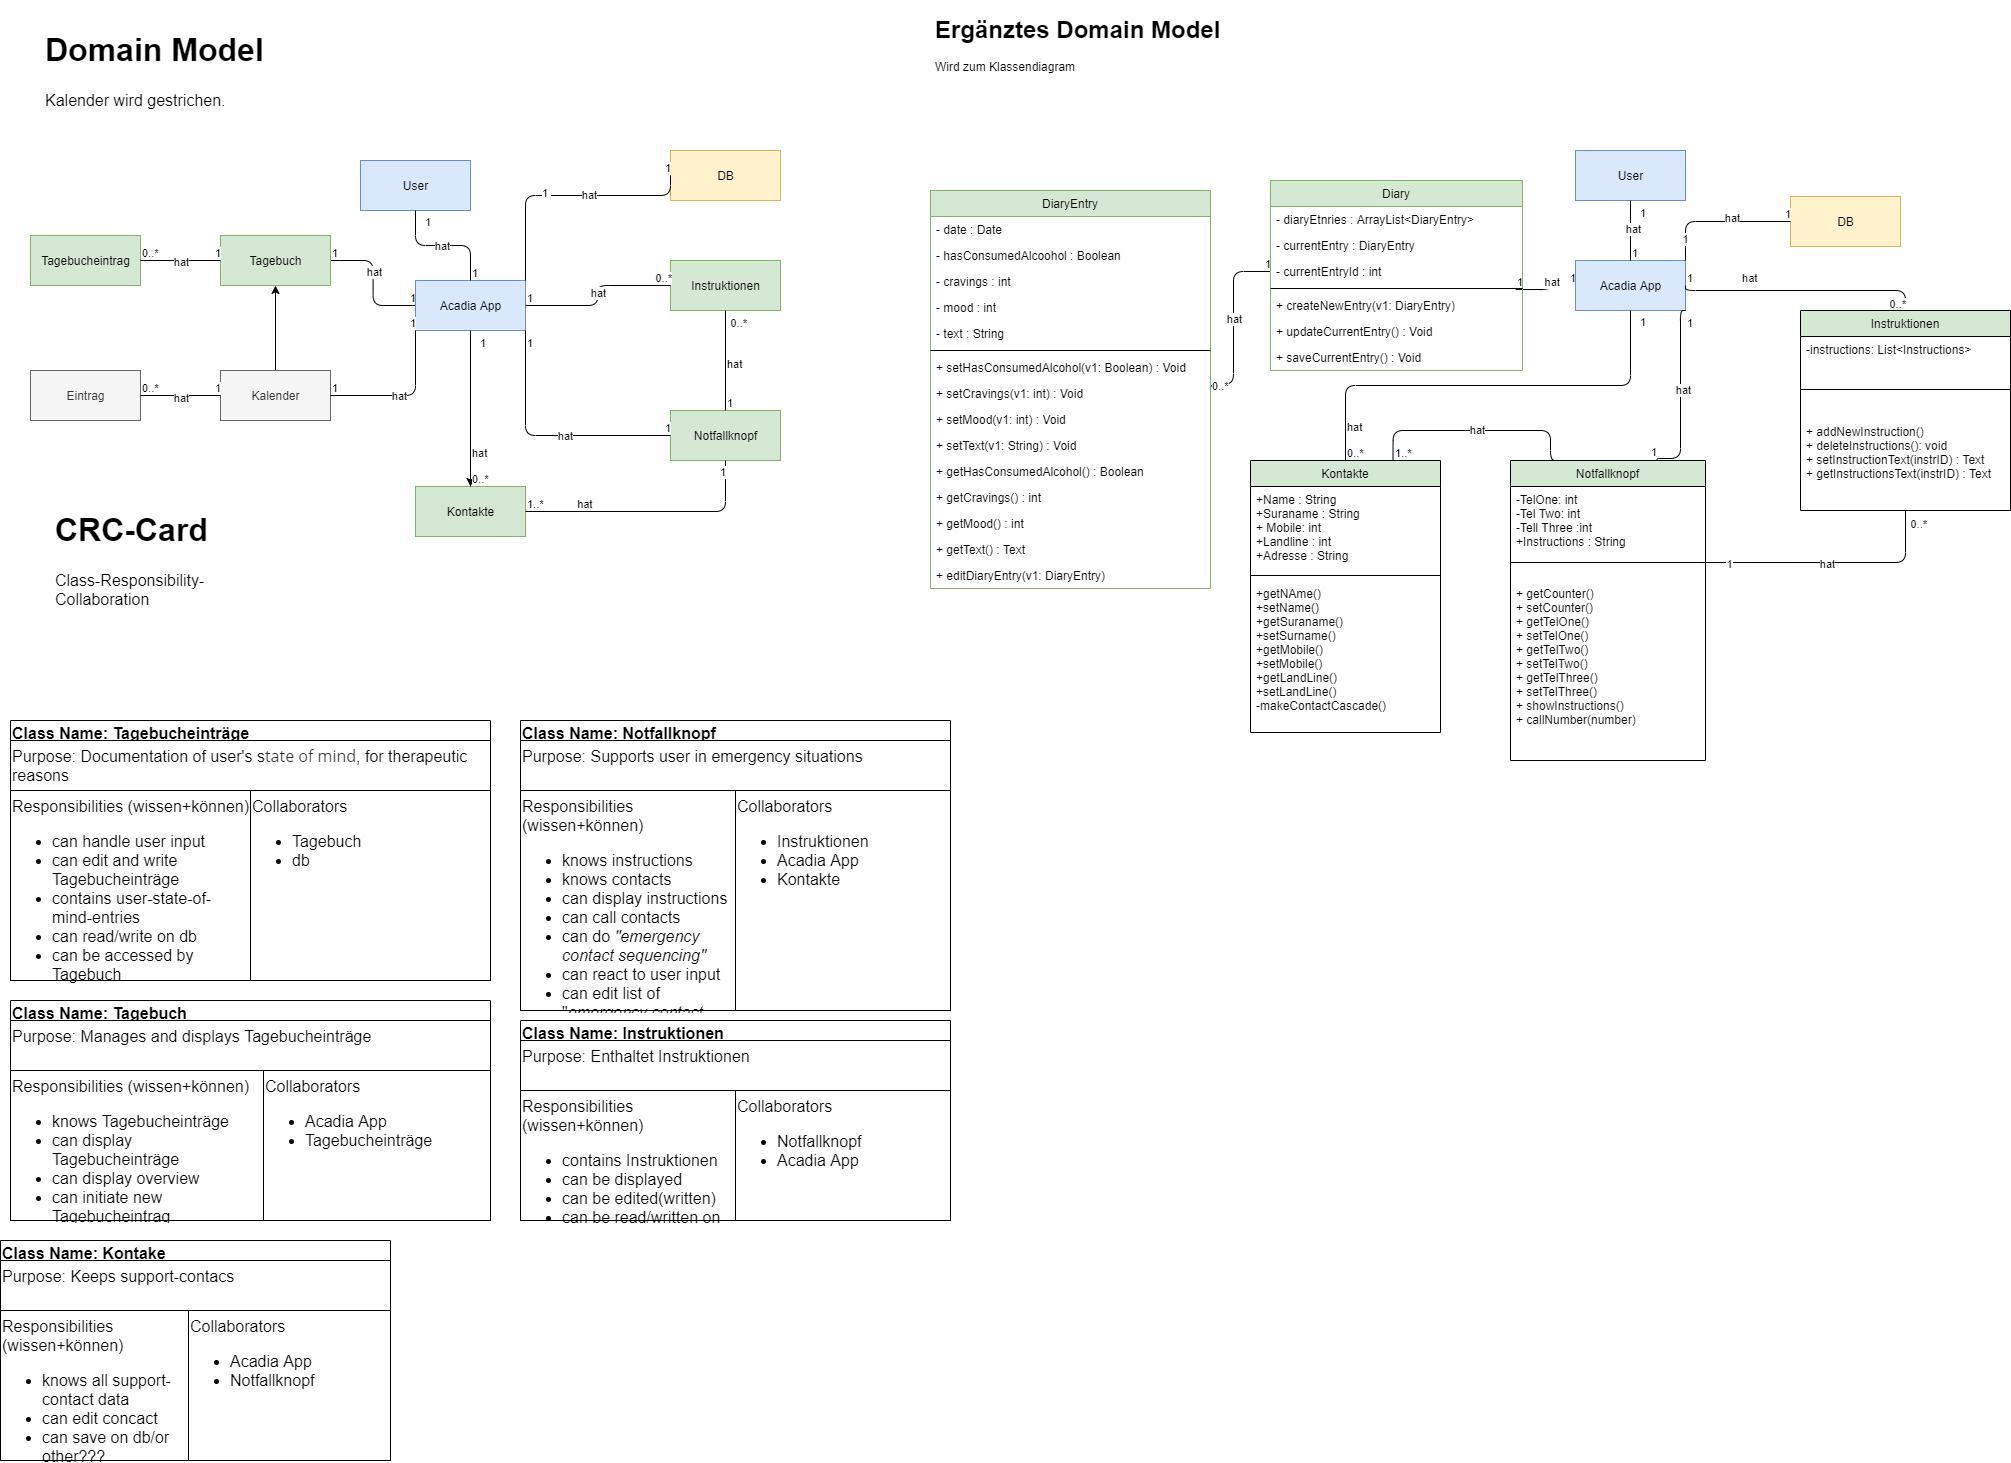 Domain Model
Kalender wird gestrichen.
User
DB
1
1
hat
1
hat
Tagebucheintrag
0..*
hat
1
Tagebuch
1
hat
1
1
Acadia App
1
hat
0..*
Instruktionen
1
1
1
0..*
hat
Eintrag
0..*
hat
1
Kalender
1
hat
hat
1
1
Notfallknopf
hat
0..*
1
Kontakte
1..*
hat
CRC-Card
Class-Responsibility-
Collaboration
Ergänztes Domain Model
Wird zum Klassendiagram
DiaryEntry
- date : Date
- hasConsumedAlcoohol : Boolean
- cravings : int
- mood : int
- text : String
+ setHasConsumedAlcohol(v1: Boolean) : Void
+ setCravings(v1: int) : Void
+ setMood(v1: int) : Void
+ setText(v1: String) : Void
+ getHasConsumedAlcohol() : Boolean
+ getCravings() : int
+ getMood() : int
+ getText() : Text
+ editDiaryEntry(v1: DiaryEntry)
0..*
hat
1
Diary
- diaryEtnries : ArrayList<DiaryEntry>
- currentEntry : DiaryEntry
- currentEntryId : int
+ createNewEntry(v1: DiaryEntry)
+ updateCurrentEntry() : Void
+ saveCurrentEntry() : Void
1
hat
1
User
1
hat
1
Acadia App
1
hat
1
DB
1
hat
0..*
1
1
Instruktionen
-instructions: List<Instructions>
+ addNewInstruction()
+ deleteInstructions(): void
+ setInstructionText(instrID) : Text
+ getInstructionsText(instrID) : Text
0..*
hat
1
hat
0..*
1..*
hat
hat
1
Kontakte
+Name : String
+Suraname : String
+ Mobile: int
+Landline : int
+Adresse : String
+getNAme()
+setName()
+getSuraname()
+setSurname()
+getMobile()
+setMobile()
+getLandLine()
+setLandLine()
-makeContactCascade()
Notfallknopf
-TelOne: int
-Tel Two: int
-Tell Three :int
+Instructions : String
+ getCounter()
+ setCounter()
+ getTelOne()
+ setTelOne()
+ getTelTwo()
+ setTelTwo()
+ getTelThree()
+ setTelThree()
+ showInstructions()
+ callNumber(number)
Class Name: Tagebucheinträge
Purpose: Documentation of user's state of mind, for therapeutic
reasons
Responsibilities (wissen+können)
can handle user input
can edit and write
Tagebucheinträge
contains user-state-of-
mind-entries
can read/write on db
can be accessed by
Tagebuch
Collaborators
Tagebuch
db
Class Name: Notfallknopf
Purpose: Supports user in emergency situations
Responsibilities
(wissen+können)
knows instructions
knows contacts
can display instructions
can call contacts
can do "emergency
contact sequencing"
can react to user input
can edit list of
"emergency contact
Collaborators
Instruktionen
Acadia App
Kontakte
Class Name: Tagebuch
Purpose: Manages and displays Tagebucheinträge
Responsibilities (wissen+können)
knows Tagebucheinträge
can display
Tagebucheinträge
can display overview
can initiate new
Tagebucheintrag
Collaborators
Acadia App
Tagebucheinträge
Class Name: Instruktionen
Purpose: Enthaltet Instruktionen
Responsibilities
(wissen+können)
contains Instruktionen
can be displayed
can be edited(written)
can be read/written on
Collaborators
Notfallknopf
Acadia App
Class Name: Kontake
Purpose: Keeps support-contacs
Responsibilities
(wissen+können)
knows all support-
contact data
can edit concact
can save on db/or
other???
Collaborators
Acadia App
Notfallknopf